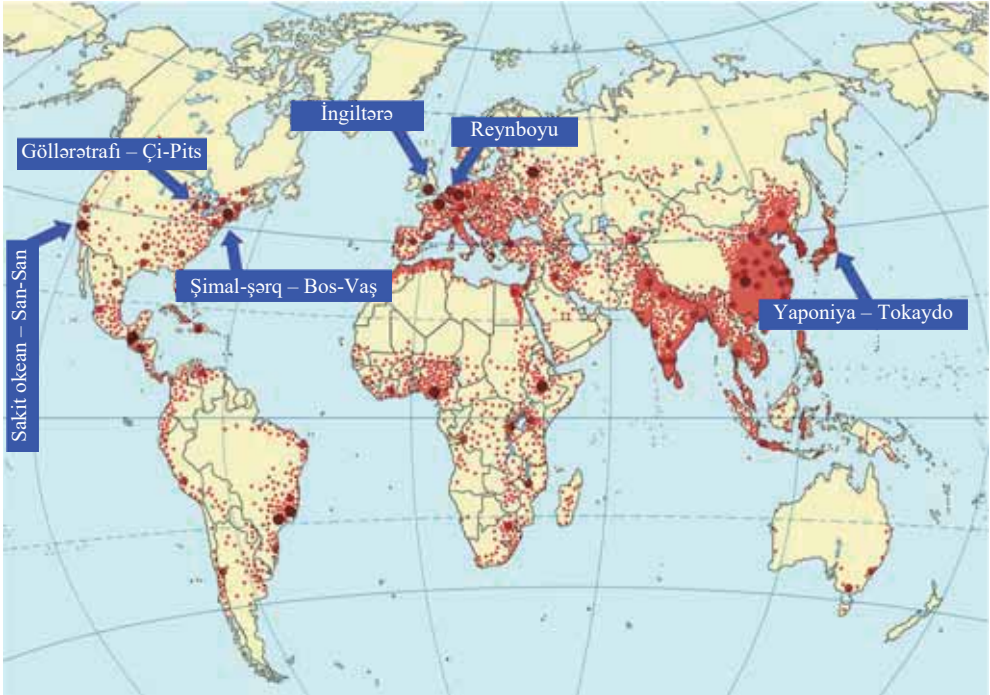 İngiltərə
Reynboyu
Göllərətrafı – Çi-Pits
Sakit okean – San-San
Şimal-şərq – Bos-Vaş
Yaponiya – Tokaydo